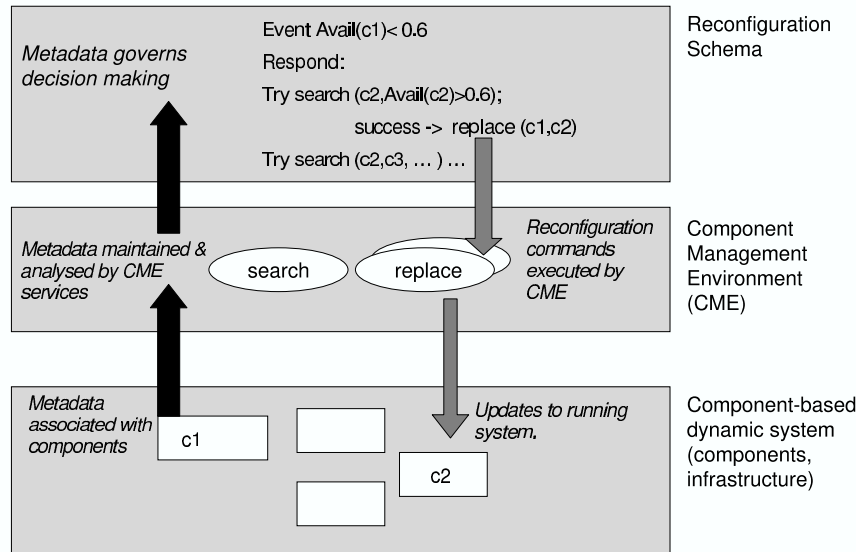 Metadata governs
decision making
Event Avail(c1)< 0.6
Respond:
Try search (c2,Avail(c2)>0.6);
success -> replace (c1,c2)
Try search (c2,c3, ... ) ...
Reconfiguration
Schema
Metadata maintained &
analysed by CME
services
search
replace
Reconfiguration
commands
executed by
CME
Component
Management
Environment
(CME)
Metadata
associated with
components
c1
Updates to running
system.
c2
Component-based
dynamic system
(components,
infrastructure)